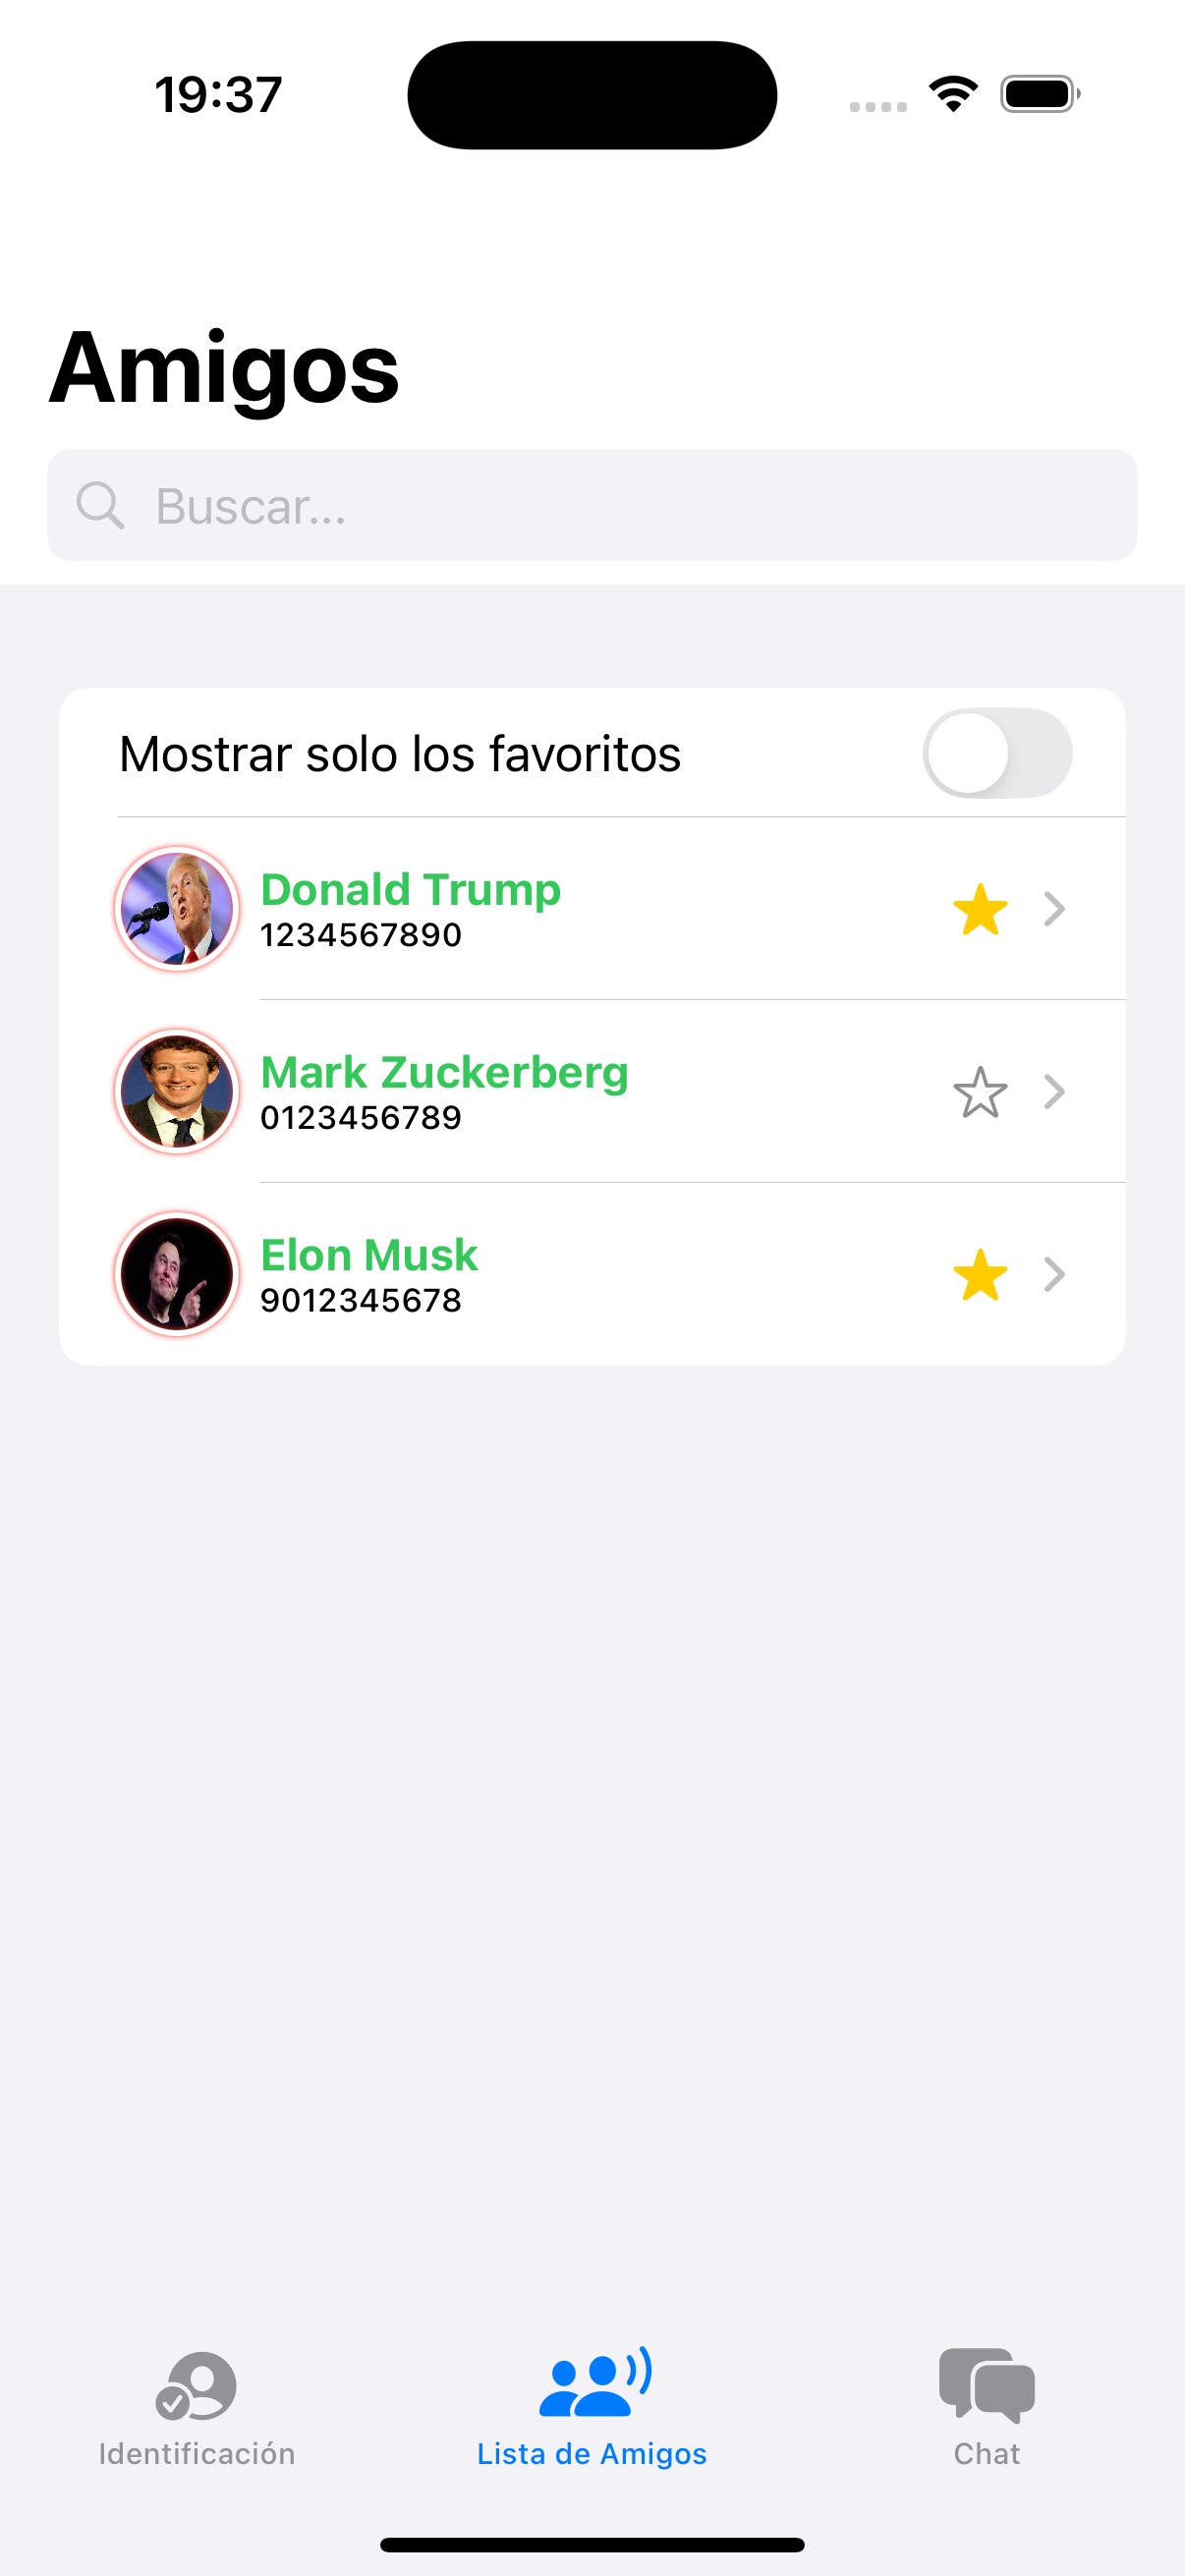 19:37
Amigos
Buscar...
Mostrar solo los favoritos
Donald Trump
1234567890
Mark Zuckerberg
0123456789
Elon Musk
9012345678
Identificación
Lista de Amigos
Chat